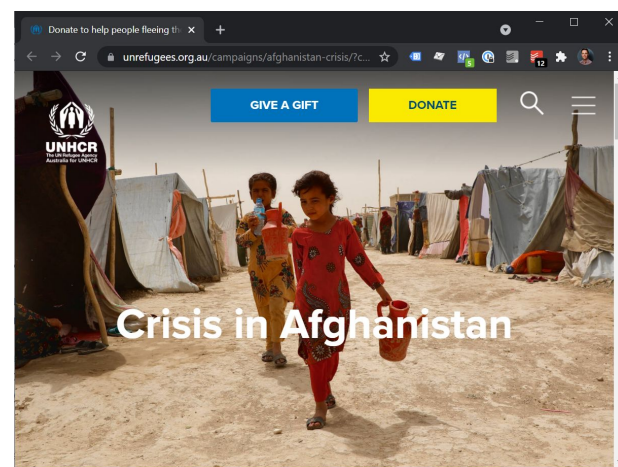 Donate to help people fleeing th
unrefugees.org.au/campaigns/afghanistan-crisis/?c...
5
12
GIVE A GIFT
DONATE
UNHCR
The UN Refugee Agency
Australia for UNHCR
Crisis in Afghanistan